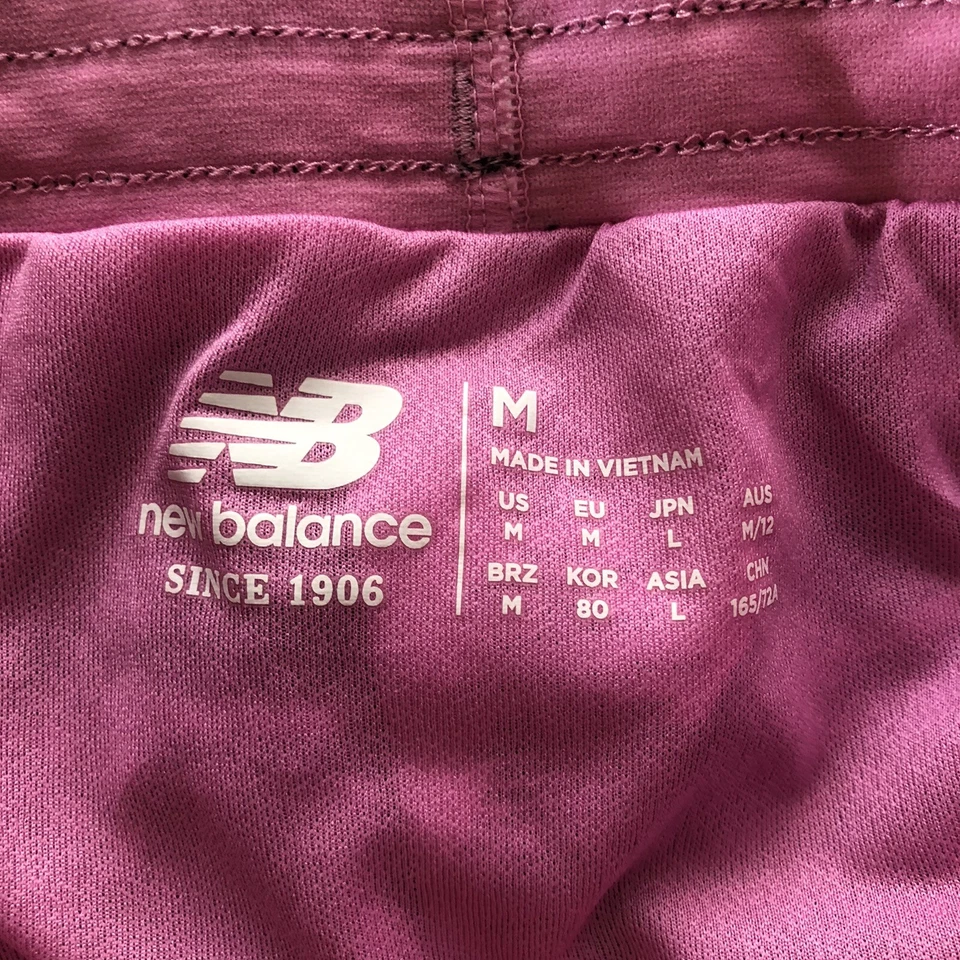 NB
new balance
SINCE 1906
M
MADE IN VIETNAM
US EU JPN AUS
M M L M/12
BRZ KOR ASIA CHN
M 80 L 165/72A